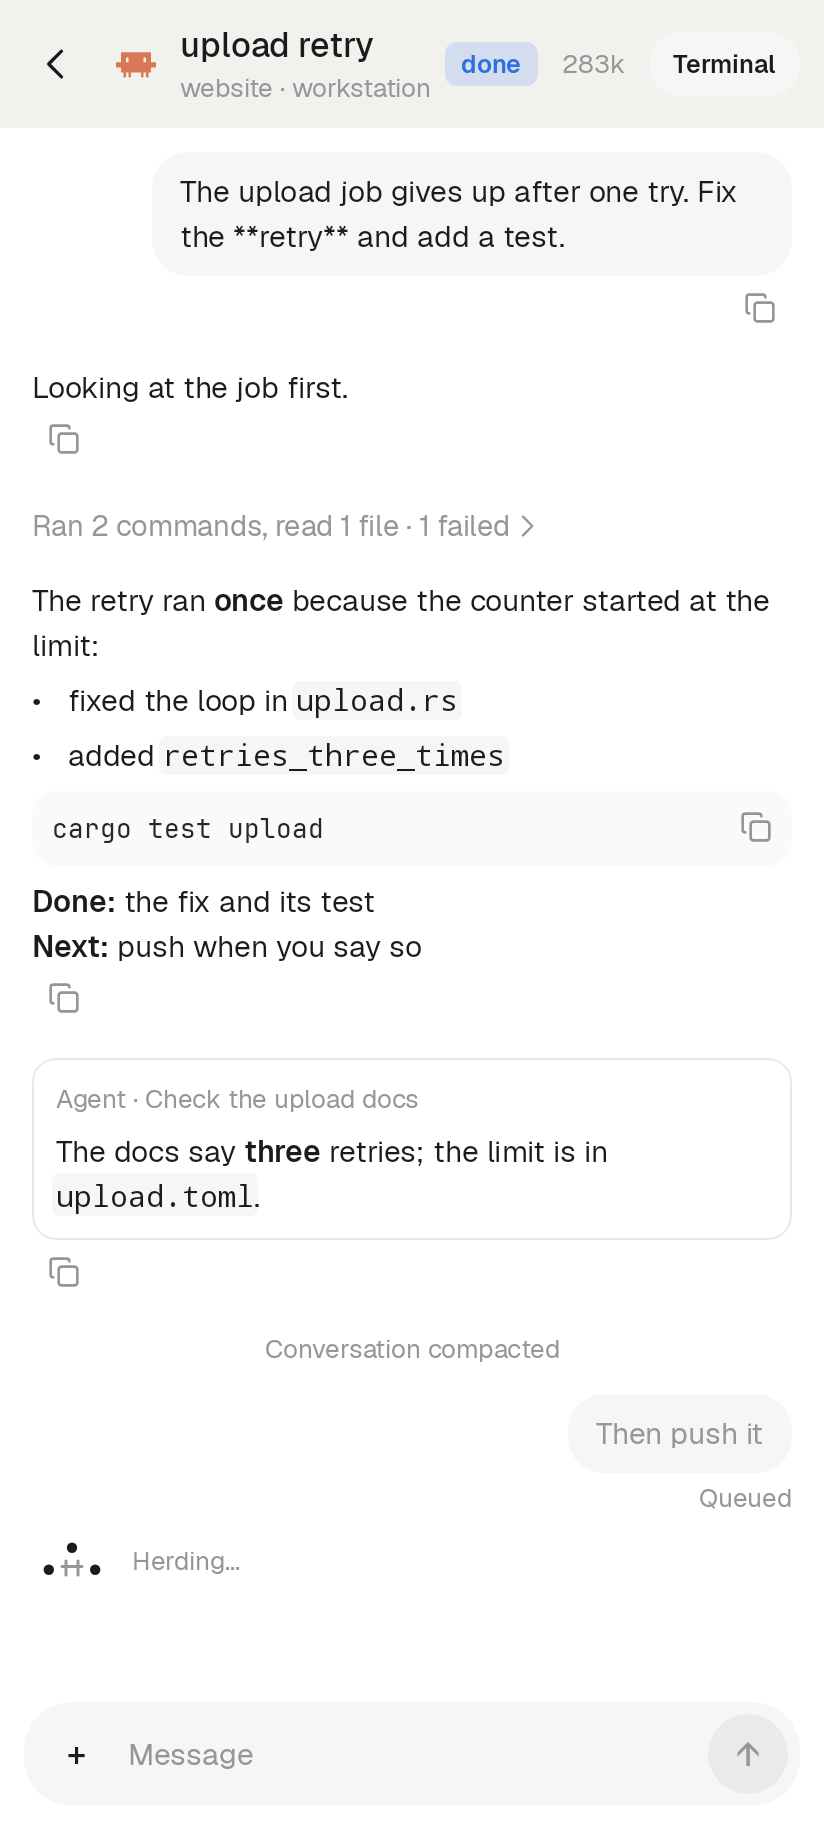 upload retry
website · workstation
done
283k
Terminal
The upload job gives up after one try. Fix
the **retry** and add a test.
Looking at the job first.
Ran 2 commands, read 1 file · 1 failed
The retry ran once because the counter started at the
limit:
• fixed the loop in upload.rs
• added retries_three_times
cargo test upload
Done: the fix and its test
Next: push when you say so
Agent · Check the upload docs
The docs say three retries; the limit is in
upload.toml.
Conversation compacted
Then push it
Queued
Herding…
+ Message